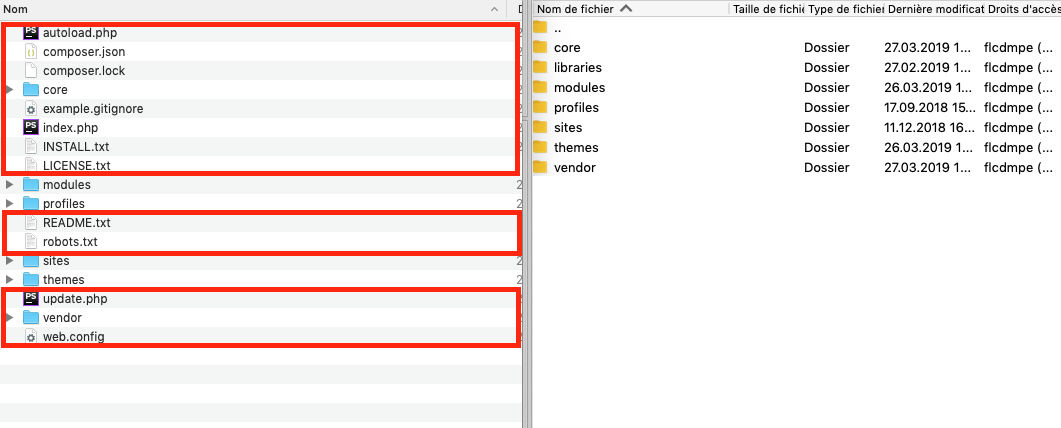 Nom
autoload.php
composer.json
composer.lock
core
example.gitignore
index.php
INSTALL.txt
LICENSE.txt
modules
profiles
README.txt
robots.txt
sites
themes
update.php
vendor
web.config
Nom de fichier Taille de fichie Type de fichier Dernière modificat Droits d'accès
..
core Dossier 27.03.2019 1... flcdmpe (...
libraries Dossier 27.02.2019 1... flcdmpe (...
modules Dossier 26.03.2019 1... flcdmpe (...
profiles Dossier 17.09.2018 15... flcdmpe (...
sites Dossier 11.12.2018 16... flcdmpe (...
themes Dossier 26.03.2019 1... flcdmpe (...
vendor Dossier 27.03.2019 1... flcdmpe (...